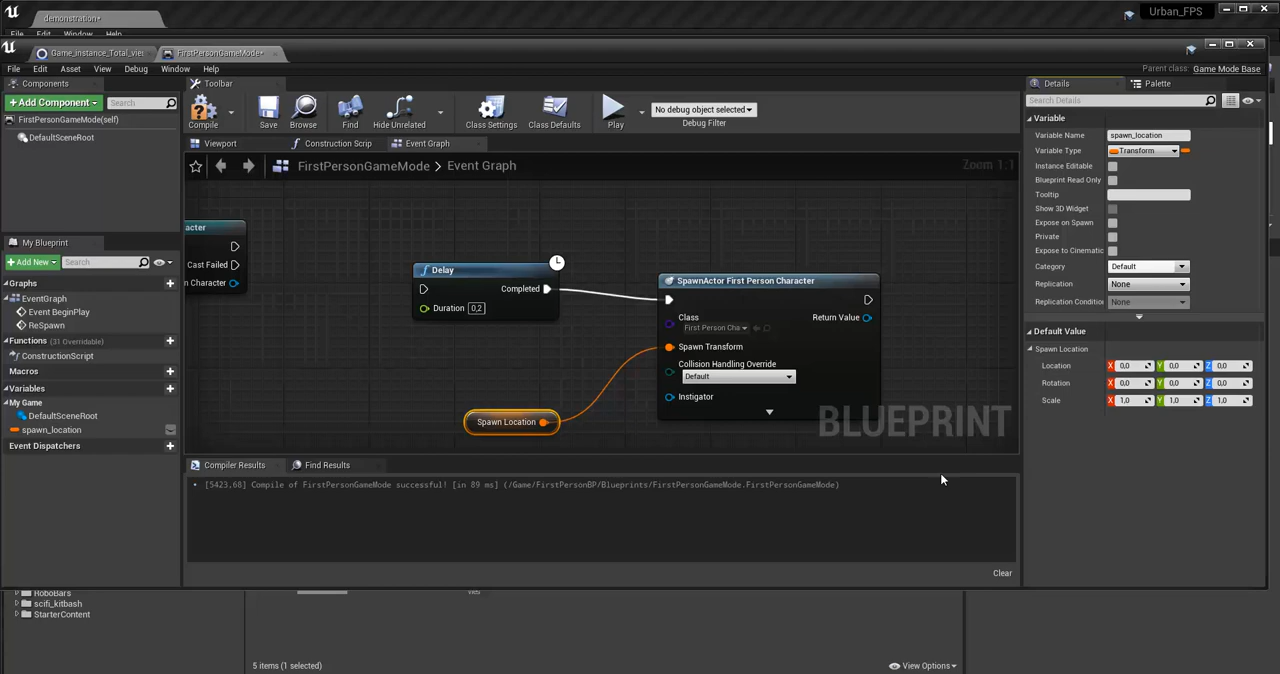 demonstration*
Urban_FPS
File Edit Window Help
Game_instance_Total_vie
FirstPersonGameMode*
File Edit Asset View Debug Window Help
Parent class: Game Mode Base
Components
Toolbar
Details
Palette
+Add Component
Search
Search Details
Compile
Save
Browse
Find
Hide Unrelated
Class Settings
Class Defaults
Play
No debug object selected
Debug Filter
FirstPersonGameMode(self)
DefaultSceneRoot
Viewport
Construction Scrip
Event Graph
FirstPersonGameMode > Event Graph
Zoom 1:1
Variable
Variable Name spawn_location
Variable Type Transform
Instance Editable
Blueprint Read Only
Tooltip
Show 3D Widget
Expose on Spawn
Private
Expose to Cinematic
Category Default
Replication None
Replication Conditio None
Default Value
Spawn Location
Location X 0,0 Y 0,0 Z 0,0
Rotation X 0,0 Y 0,0 Z 0,0
Scale X 1,0 Y 1,0 Z 1,0
My Blueprint
+Add New
Search
Graphs
EventGraph
Event BeginPlay
ReSpawn
Functions (31 Overridable)
ConstructionScript
Macros
Variables
My Game
DefaultSceneRoot
spawn_location
Event Dispatchers
acter
Cast Failed
n Character
Delay
Completed
Duration 0,2
SpawnActor First Person Character
Class
First Person Cha
Return Value
Spawn Transform
Collision Handling Override
Default
Instigator
Spawn Location
BLUEPRINT
Compiler Results
Find Results
[5423.68] Compile of FirstPersonGameMode successful! [in 89 ms] (/Game/FirstPersonBP/Blueprints/FirstPersonGameMode.FirstPersonGameMode)
Clear
RoboBars
scifi_kitbash
StarterContent
5 items (1 selected)
View Options